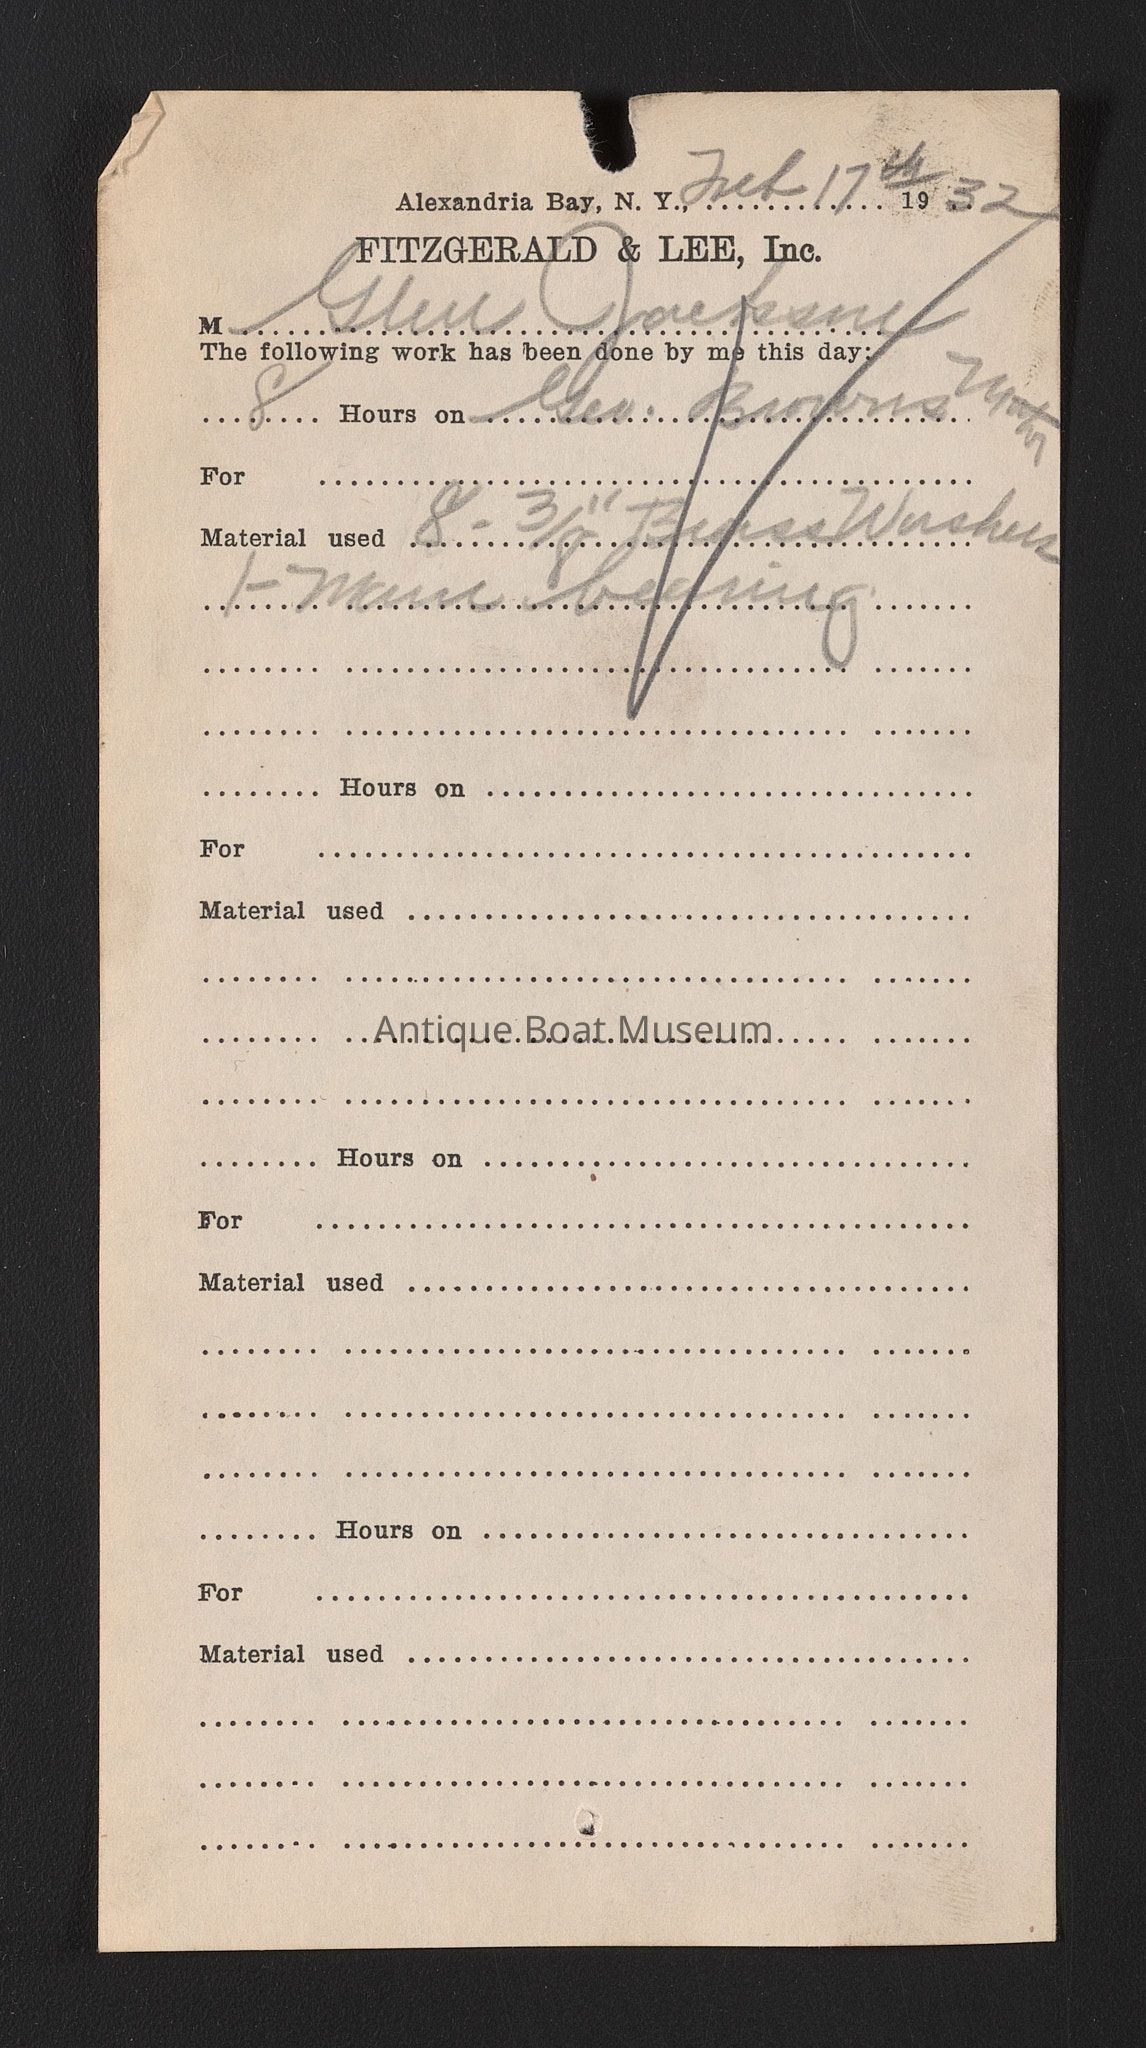 Alexandria Bay, N. Y., Feb 17th 1932
FITZGERALD & LEE, Inc.
M Glen Jackson
The following work has been done by me this day:
8 Hours on Geo. Browns Motor
For
Material used 8 - 3/8" Brass Washers
1 - Main bearing
Hours on
For
Material used
Antique Boat Museum
Hours on
For
Material used
Hours on
For
Material used